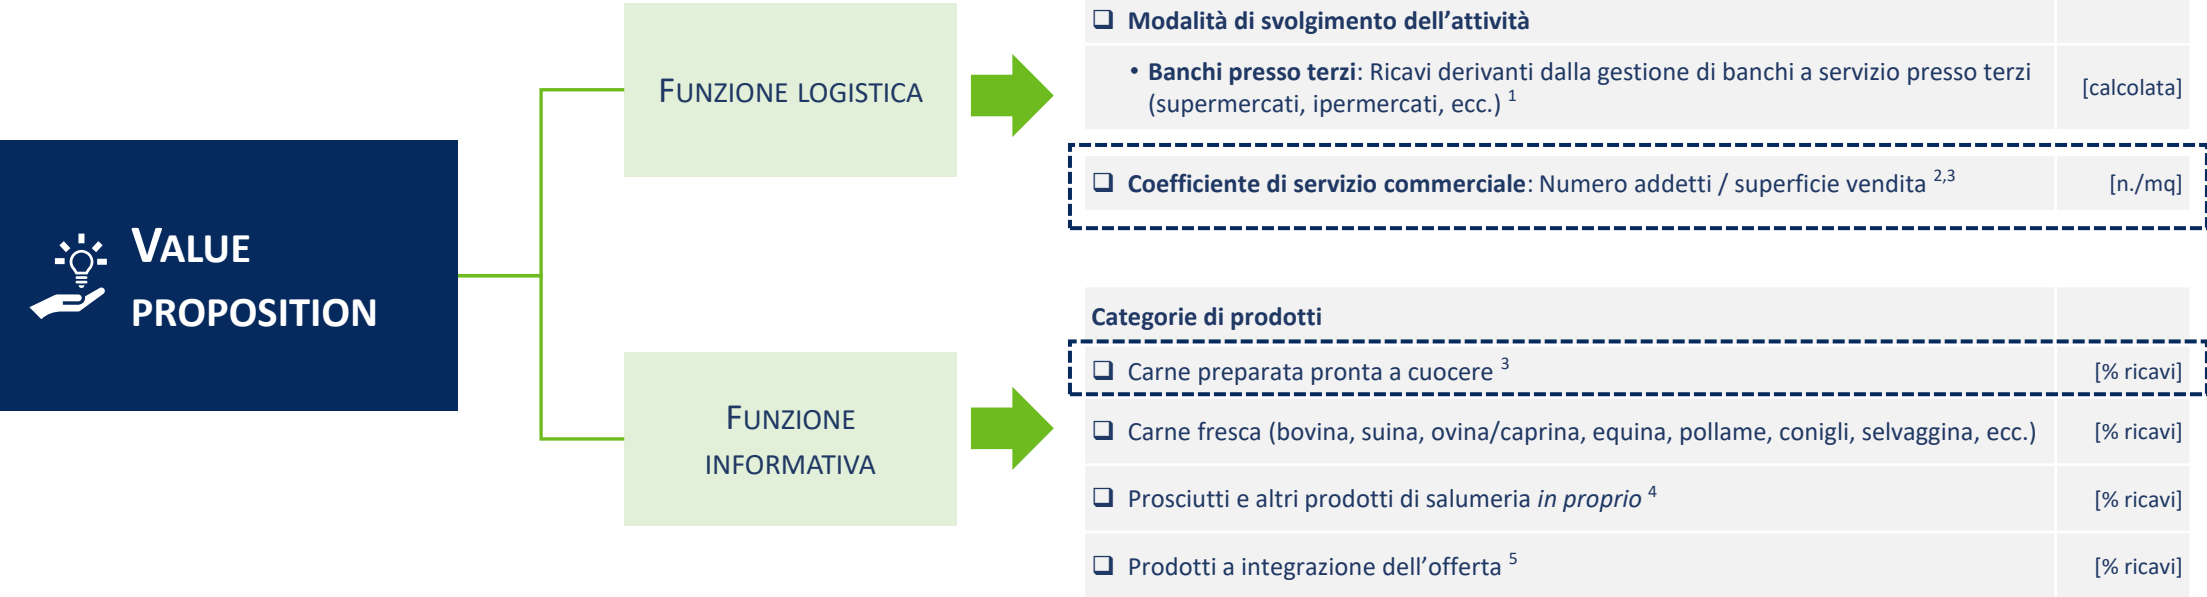 VALUE
PROPOSITION
FUNZIONE LOGISTICA
❑ Modalità di svolgimento dell’attività
• Banchi presso terzi: Ricavi derivanti dalla gestione di banchi a servizio presso terzi
(supermercati, ipermercati, ecc.) 1
[calcolata]
❑ Coefficiente di servizio commerciale: Numero addetti / superficie vendita 2,3
[n./mq]
FUNZIONE
INFORMATIVA
Categorie di prodotti
❑ Carne preparata pronta a cuocere 3
[% ricavi]
❑ Carne fresca (bovina, suina, ovina/caprina, equina, pollame, conigli, selvaggina, ecc.)
[% ricavi]
❑ Prosciutti e altri prodotti di salumeria in proprio 4
[% ricavi]
❑ Prodotti a integrazione dell’offerta 5
[% ricavi]